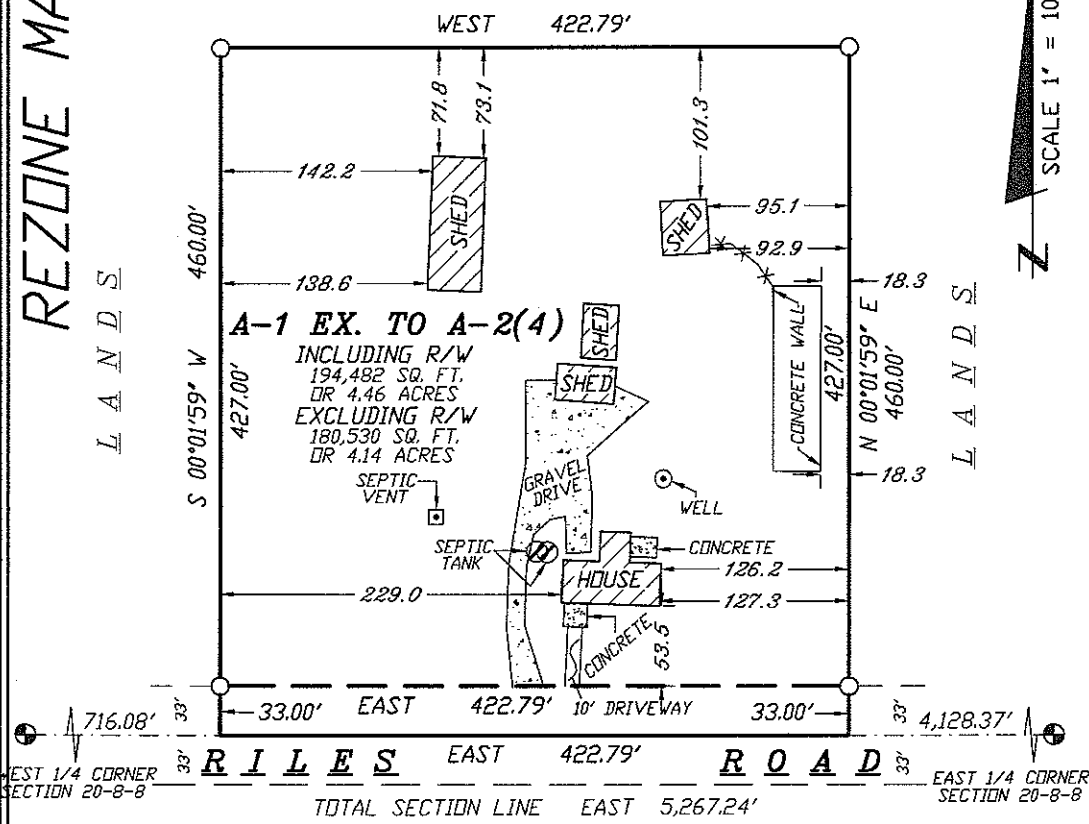 REZONE MA
WEST 422.79'
SCALE 1" = 10
Z
71.8
73.1
101.3
142.2
SHED
SHED
95.1
92.9
138.6
18.3
S 00°01'59" W 460.00'
427.00'
LANDS
A-1 EX. TO A-2(4)
INCLUDING R/W
194,482 SQ. FT.
OR 4.46 ACRES
EXCLUDING R/W
180,530 SQ. FT.
OR 4.14 ACRES
SHED
SHED
CONCRETE WALL
427.00'
N 00°01'59" E
460.00'
LANDS
18.3
SEPTIC
VENT
GRAVEL
DRIVE
WELL
SEPTIC
TANK
CONCRETE
HOUSE
126.2
229.0
127.3
CONCRETE
53.5
33.00' EAST 422.79' 10' DRIVEWAY 33.00'
716.08' 33' 33' 4,128.37'
33' RILES EAST 422.79' ROAD 33'
EST 1/4 CORNER
SECTION 20-8-8
EAST 1/4 CORNER
SECTION 20-8-8
TOTAL SECTION LINE EAST 5,267.24'